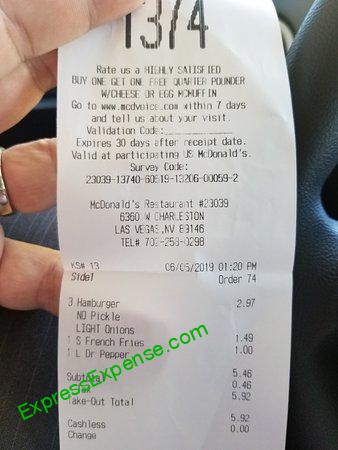 1374
Rate us a HIGHLY SATISFIED
BUY ONE GET ONE FREE QUARTER POUNDER
W/CHEESE OR EGG MCMUFFIN
Go to www.mcdvoice.com within 7 days
and tell us about your visit.
Validation Code:
Expires 30 days after receipt date.
Valid at participating US McDonald's.
Survey Code:
23039-13740-60519-13206-00059-2
McDonald's Restaurant #23039
6360 W CHARLESTON
LAS VEGAS,NV 89146
TEL# 702-258-0298
KS# 13 06/05/2019 01:20 PM
Side1 Order 74
3 Hamburger 2.97
NO Pickle
LIGHT Onions
1 S French Fries 1.49
1 L Dr Pepper 1.00
Subtotal 5.46
Tax 0.46
Take-Out Total 5.92
Cashless 5.92
Change 0.00
ExpressExpense.com